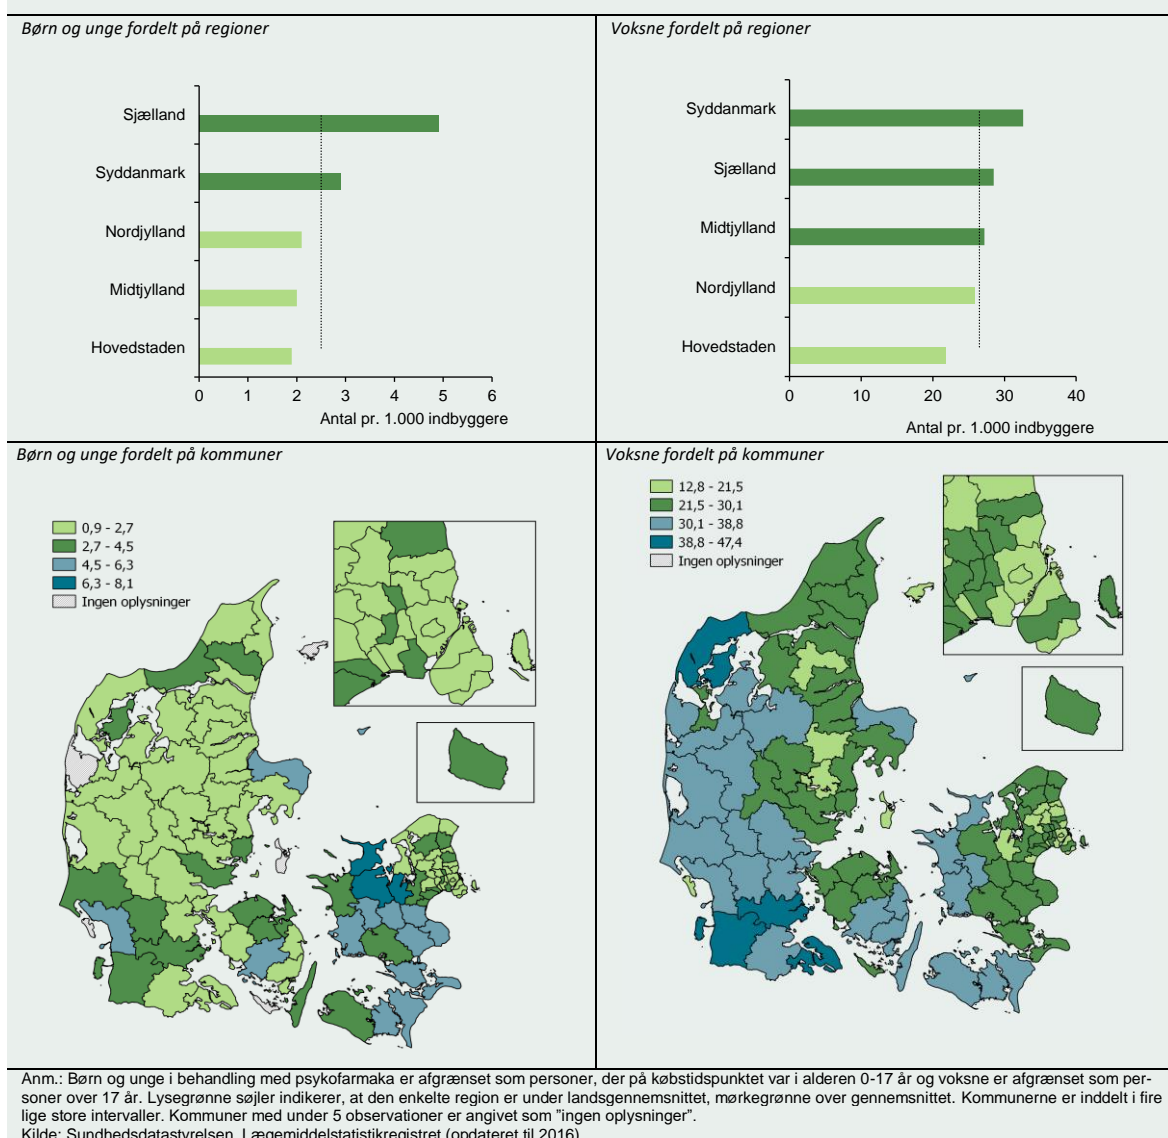 Børn og unge fordelt på regioner
Sjælland
Syddanmark
Nordjylland
Midtjylland
Hovedstaden
0 1 2 3 4 5 6
Antal pr. 1.000 indbyggere
Voksne fordelt på regioner
Syddanmark
Sjælland
Midtjylland
Nordjylland
Hovedstaden
0 10 20 30 40
Antal pr. 1.000 indbyggere
Børn og unge fordelt på kommuner
0,9 - 2,7
2,7 - 4,5
4,5 - 6,3
6,3 - 8,1
Ingen oplysninger
Voksne fordelt på kommuner
12,8 - 21,5
21,5 - 30,1
30,1 - 38,8
38,8 - 47,4
Ingen oplysninger
Anm.: Børn og unge i behandling med psykofarmaka er afgrænset som personer, der på købstidspunktet var i alderen 0-17 år og voksne er afgrænset som per-
soner over 17 år. Lysegrønne søjler indikerer, at den enkelte region er under landsgennemsnittet, mørkegrønne over gennemsnittet. Kommunerne er inddelt i fire
lige store intervaller. Kommuner med under 5 observationer er angivet som "ingen oplysninger".
Kilde: Sundhedsdatastyrelsen, Lægemiddelstatistikregistret (opdateret til 2016)